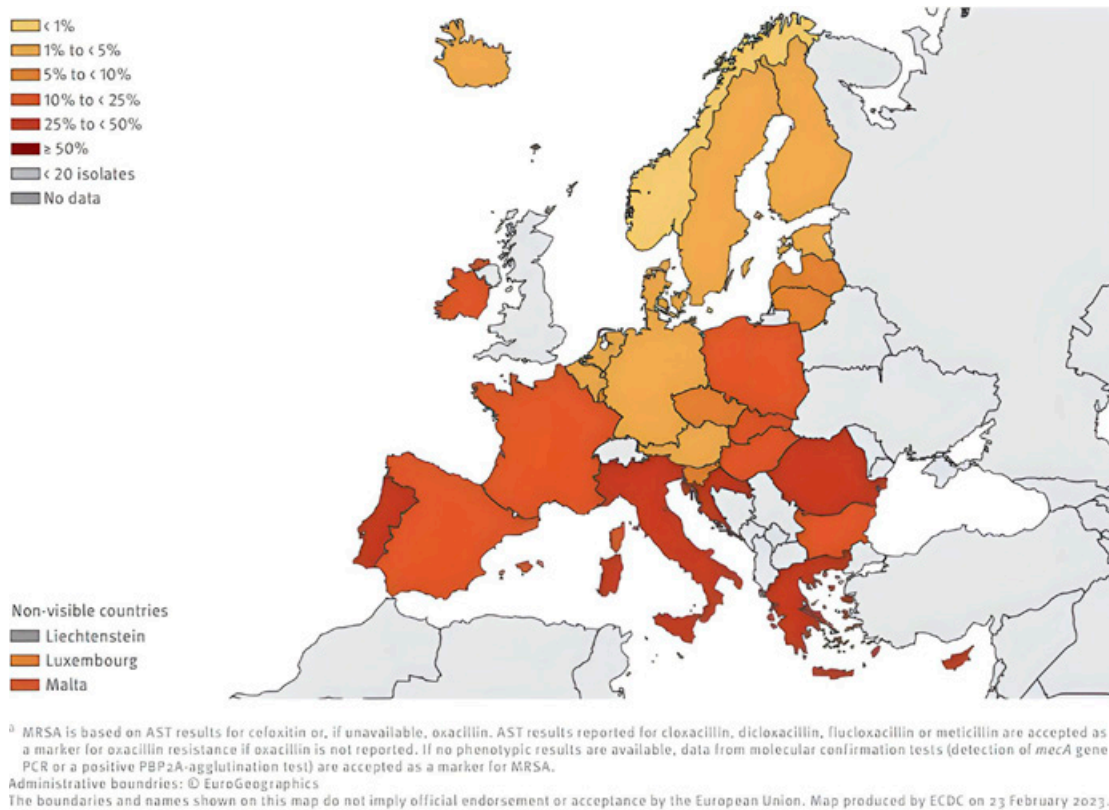 < 1%
1% to < 5%
5% to < 10%
10% to < 25%
25% to < 50%
≥ 50%
< 20 isolates
No data
Non-visible countries
Liechtenstein
Luxembourg
Malta
a MRSA is based on AST results for cefoxitin or, if unavailable, oxacillin. AST results reported for cloxacillin, dicloxacillin, flucloxacillin or meticillin are accepted as
a marker for oxacillin resistance if oxacillin is not reported. If no phenotypic results are available, data from molecular confirmation tests (detection of mecA gene
PCR or a positive PBP2A-agglutination test) are accepted as a marker for MRSA.
Administrative boundries: © EuroGeographics
The boundaries and names shown on this map do not imply official endorsement or acceptance by the European Union. Map produced by ECDC on 23 February 2023